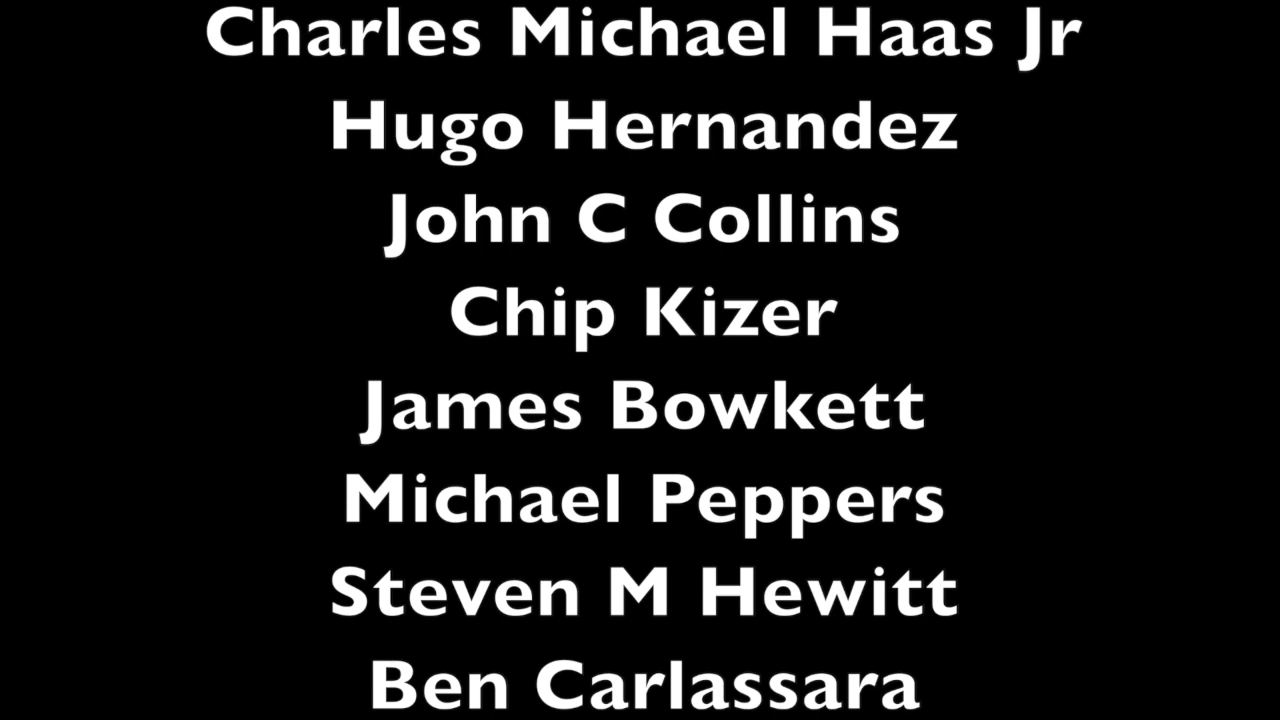 Charles Michael Haas Jr
Hugo Hernandez
John C Collins
Chip Kizer
James Bowkett
Michael Peppers
Steven M Hewitt
Ben Carlassara